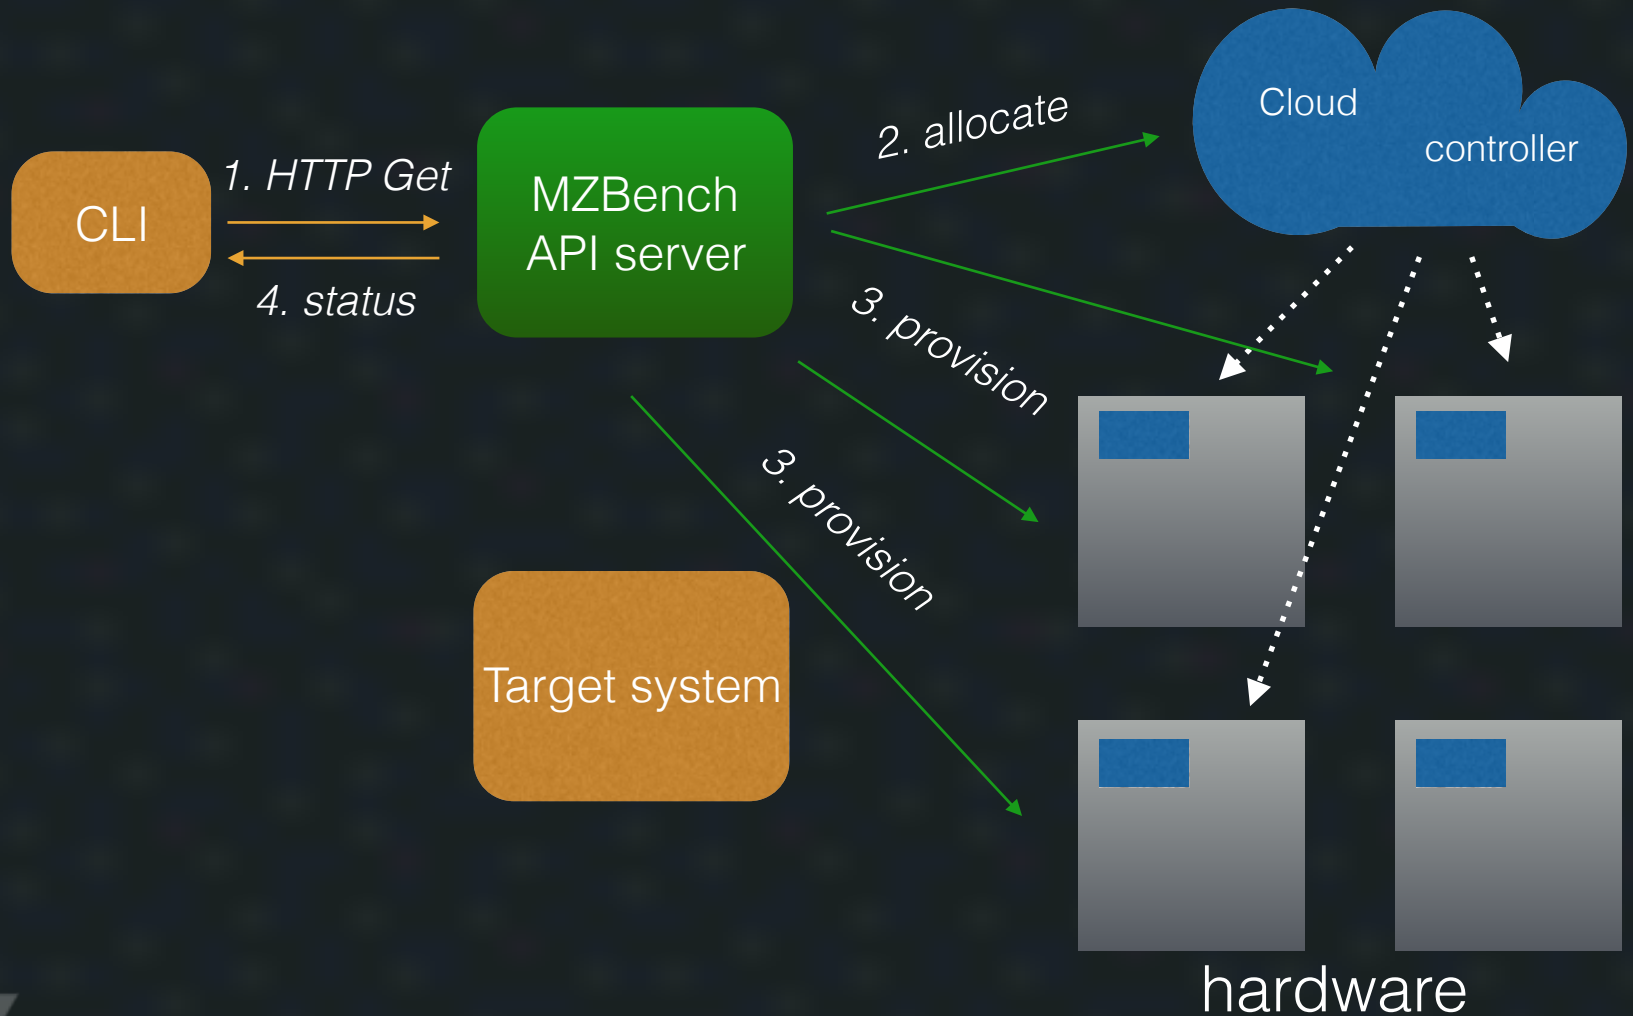 CLI
1. HTTP Get
4. status
MZBench
API server
2. allocate
Cloud
controller
3. provision
3. provision
Target system
hardware